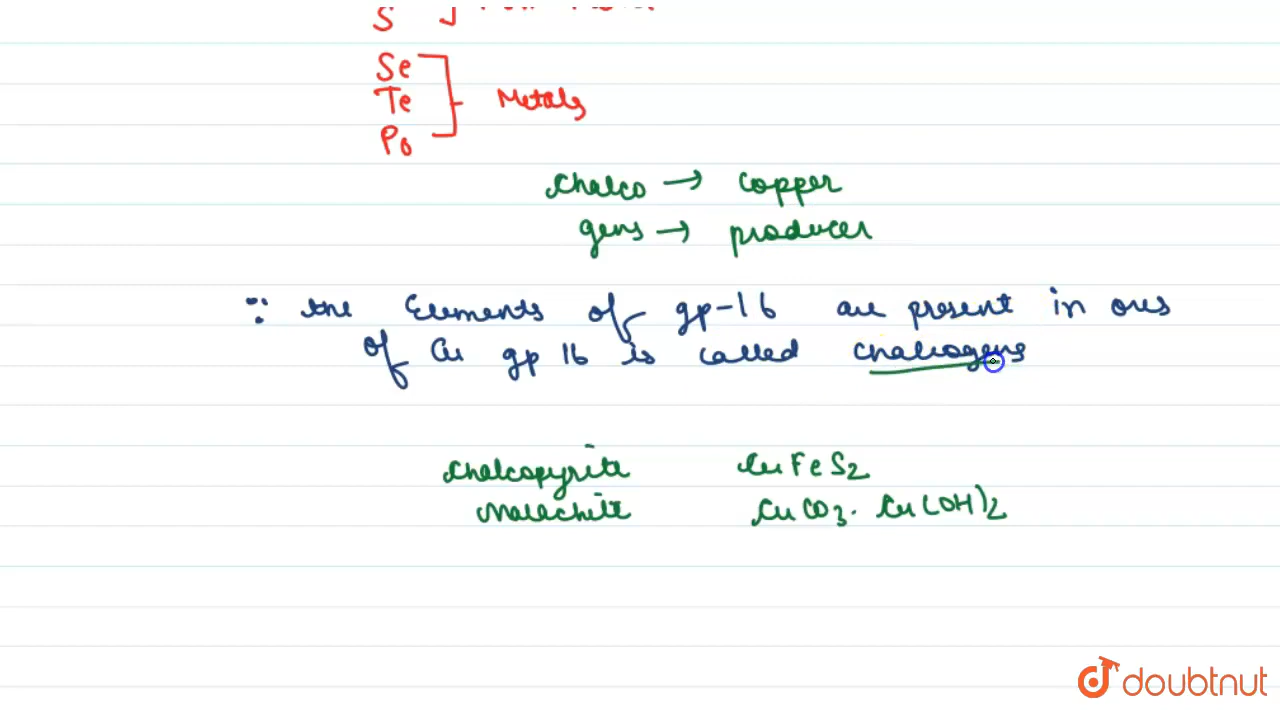 S
Se
Te
Po
Metals
Chalco → copper
gens → producer
∵ the Elements of gp-16 are present in ores
of Cu gp 16 is called chalcogens
Chalcopyrite CuFeS2
Malachite CuCO3. Cu(OH)2
doubtnut